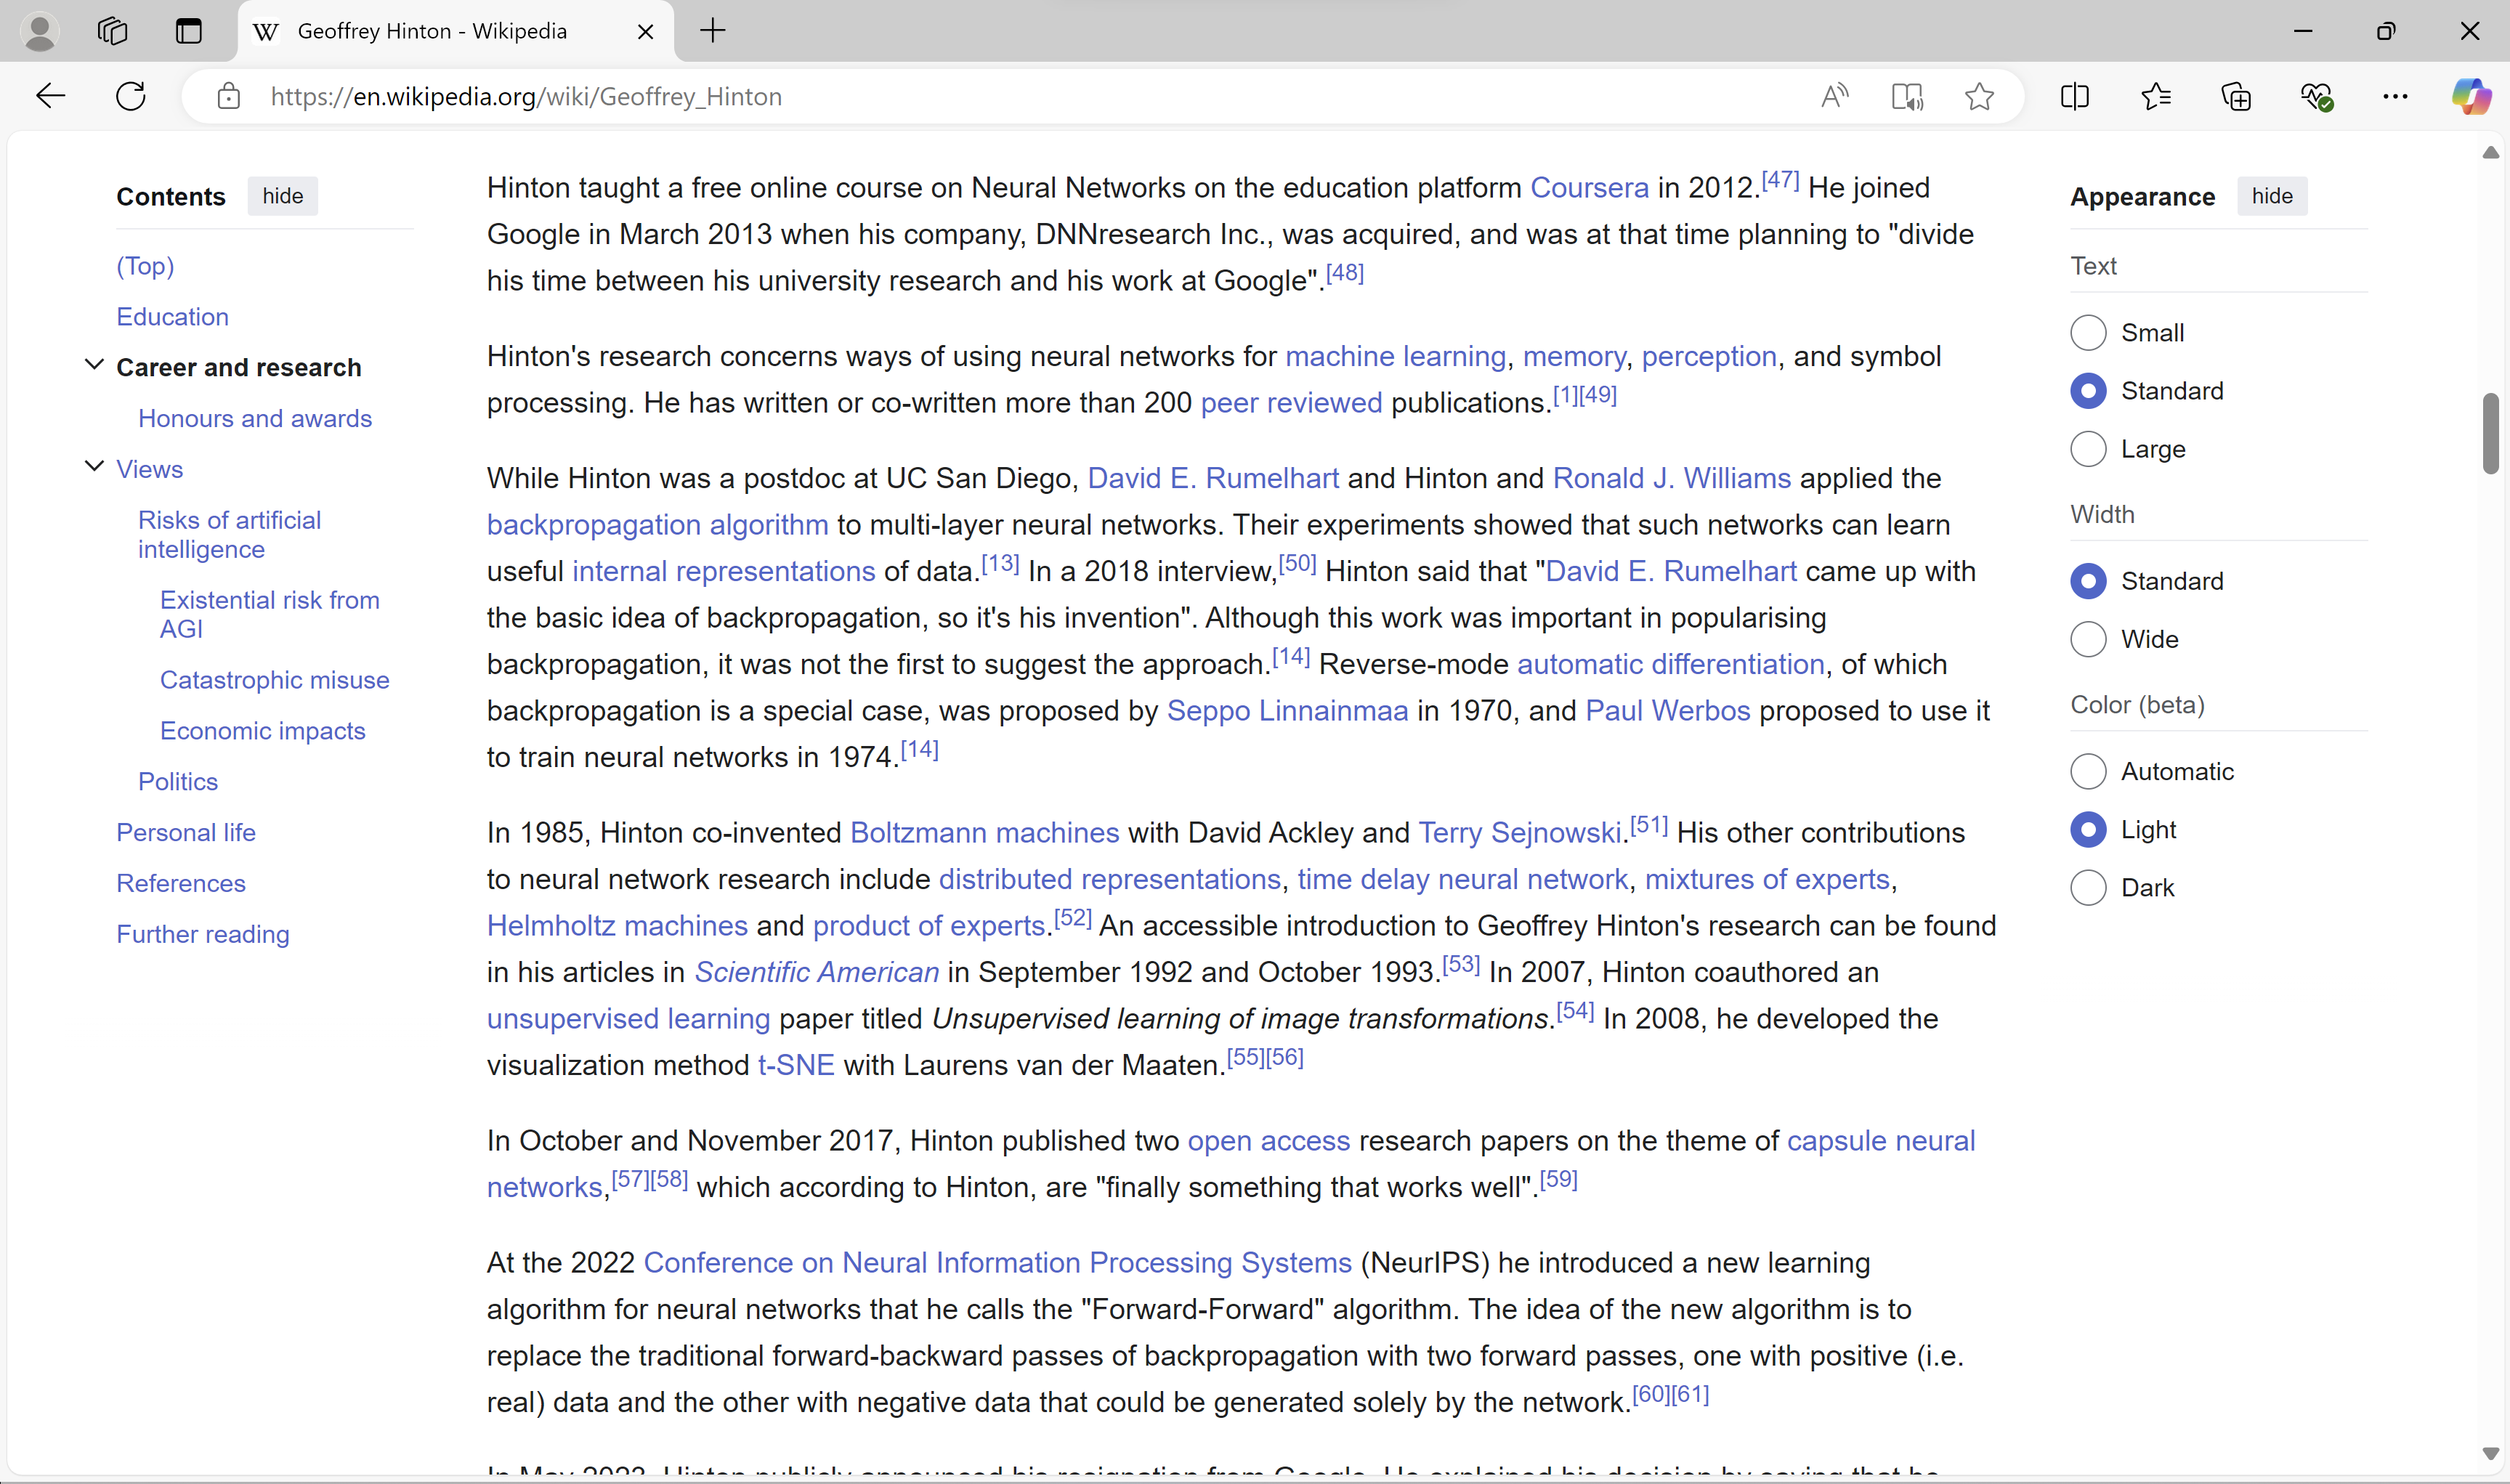 Geoffrey Hinton - Wikipedia
https://en.wikipedia.org/wiki/Geoffrey_Hinton
Contents hide
(Top)
Education
Career and research
Honours and awards
Views
Risks of artificial
intelligence
Existential risk from
AGI
Catastrophic misuse
Economic impacts
Politics
Personal life
References
Further reading
Hinton taught a free online course on Neural Networks on the education platform Coursera in 2012.[47] He joined
Google in March 2013 when his company, DNNresearch Inc., was acquired, and was at that time planning to "divide
his time between his university research and his work at Google".[48]
Hinton's research concerns ways of using neural networks for machine learning, memory, perception, and symbol
processing. He has written or co-written more than 200 peer reviewed publications.[1][49]
While Hinton was a postdoc at UC San Diego, David E. Rumelhart and Hinton and Ronald J. Williams applied the
backpropagation algorithm to multi-layer neural networks. Their experiments showed that such networks can learn
useful internal representations of data.[13] In a 2018 interview,[50] Hinton said that "David E. Rumelhart came up with
the basic idea of backpropagation, so it's his invention". Although this work was important in popularising
backpropagation, it was not the first to suggest the approach.[14] Reverse-mode automatic differentiation, of which
backpropagation is a special case, was proposed by Seppo Linnainmaa in 1970, and Paul Werbos proposed to use it
to train neural networks in 1974.[14]
In 1985, Hinton co-invented Boltzmann machines with David Ackley and Terry Sejnowski.[51] His other contributions
to neural network research include distributed representations, time delay neural network, mixtures of experts,
Helmholtz machines and product of experts.[52] An accessible introduction to Geoffrey Hinton's research can be found
in his articles in Scientific American in September 1992 and October 1993.[53] In 2007, Hinton coauthored an
unsupervised learning paper titled Unsupervised learning of image transformations.[54] In 2008, he developed the
visualization method t-SNE with Laurens van der Maaten.[55][56]
In October and November 2017, Hinton published two open access research papers on the theme of capsule neural
networks,[57][58] which according to Hinton, are "finally something that works well".[59]
At the 2022 Conference on Neural Information Processing Systems (NeurIPS) he introduced a new learning
algorithm for neural networks that he calls the "Forward-Forward" algorithm. The idea of the new algorithm is to
replace the traditional forward-backward passes of backpropagation with two forward passes, one with positive (i.e.
real) data and the other with negative data that could be generated solely by the network.[60][61]
In May 2023, Hinton publicly announced his resignation from Google. He explained his decision by saying that he
Appearance hide
Text
Small
Standard
Large
Width
Standard
Wide
Color (beta)
Automatic
Light
Dark